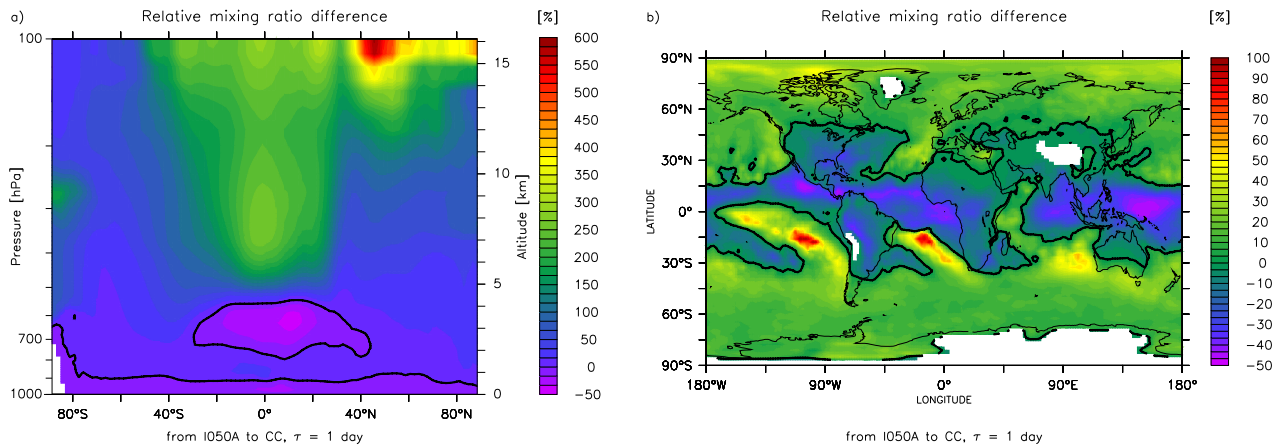 a) Relative mixing ratio difference [%]
100
700
1000
Pressure [hPa]
80°S 40°S 0° 40°N 80°N
15
10
5
0
Altitude [km]
600
550
500
450
400
350
300
250
200
150
100
50
0
−50
from I050A to CC, τ = 1 day
b) Relative mixing ratio difference [%]
90°N
60°N
30°N
0°
30°S
60°S
90°S
LATITUDE
180°W 90°W 0° 90°E 180°
LONGITUDE
100
90
80
70
60
50
40
30
20
10
0
−10
−20
−30
−40
−50
from I050A to CC, τ = 1 day